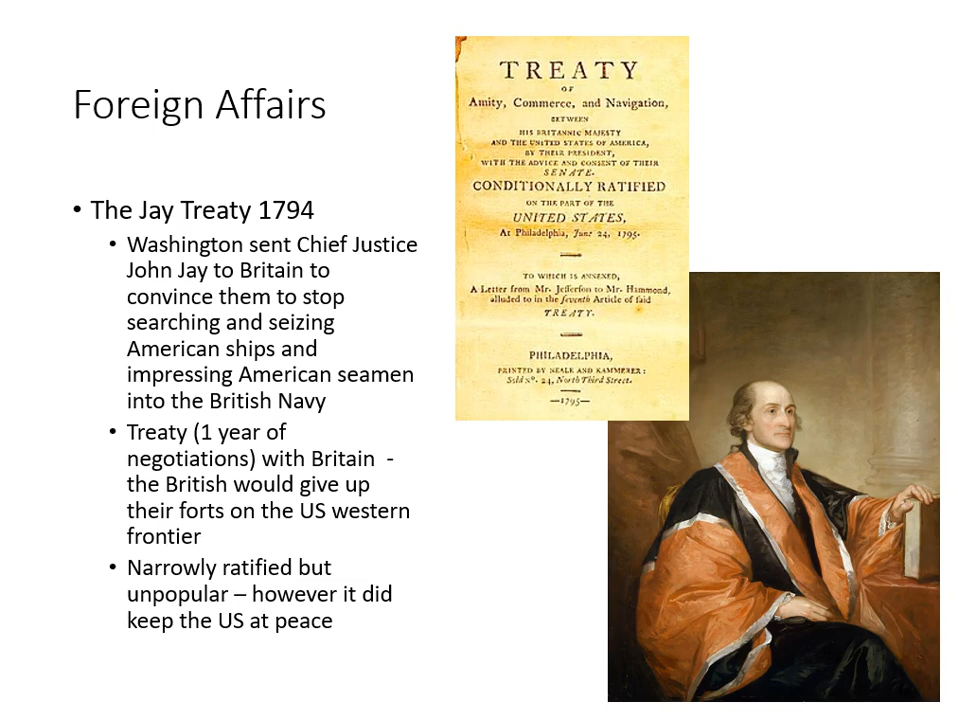 Foreign Affairs
• The Jay Treaty 1794
• Washington sent Chief Justice
John Jay to Britain to
convince them to stop
searching and seizing
American ships and
impressing American seamen
into the British Navy
• Treaty (1 year of
negotiations) with Britain -
the British would give up
their forts on the US western
frontier
• Narrowly ratified but
unpopular – however it did
keep the US at peace
TREATY
OF
Amity, Commerce, and Navigation,
BETWEEN
HIS BRITANNIC MAJESTY
AND THE UNITED STATES OF AMERICA,
BY THEIR PRESIDENT,
WITH THE ADVICE AND CONSENT OF THEIR
SENATE.
CONDITIONALLY RATIFIED
ON THE PART OF THE
UNITED STATES,
At Philadelphia, June 24, 1795.
TO WHICH IS ANNEXED,
A Letter from Mr. Jefferſon to Mr. Hammond,
alluded to in the ſeventh Article of ſaid
TREATY.
PHILADELPHIA,
PRINTED BY NEALE AND KAMMERER:
Sold No. 24, North Third Street.
—1795—